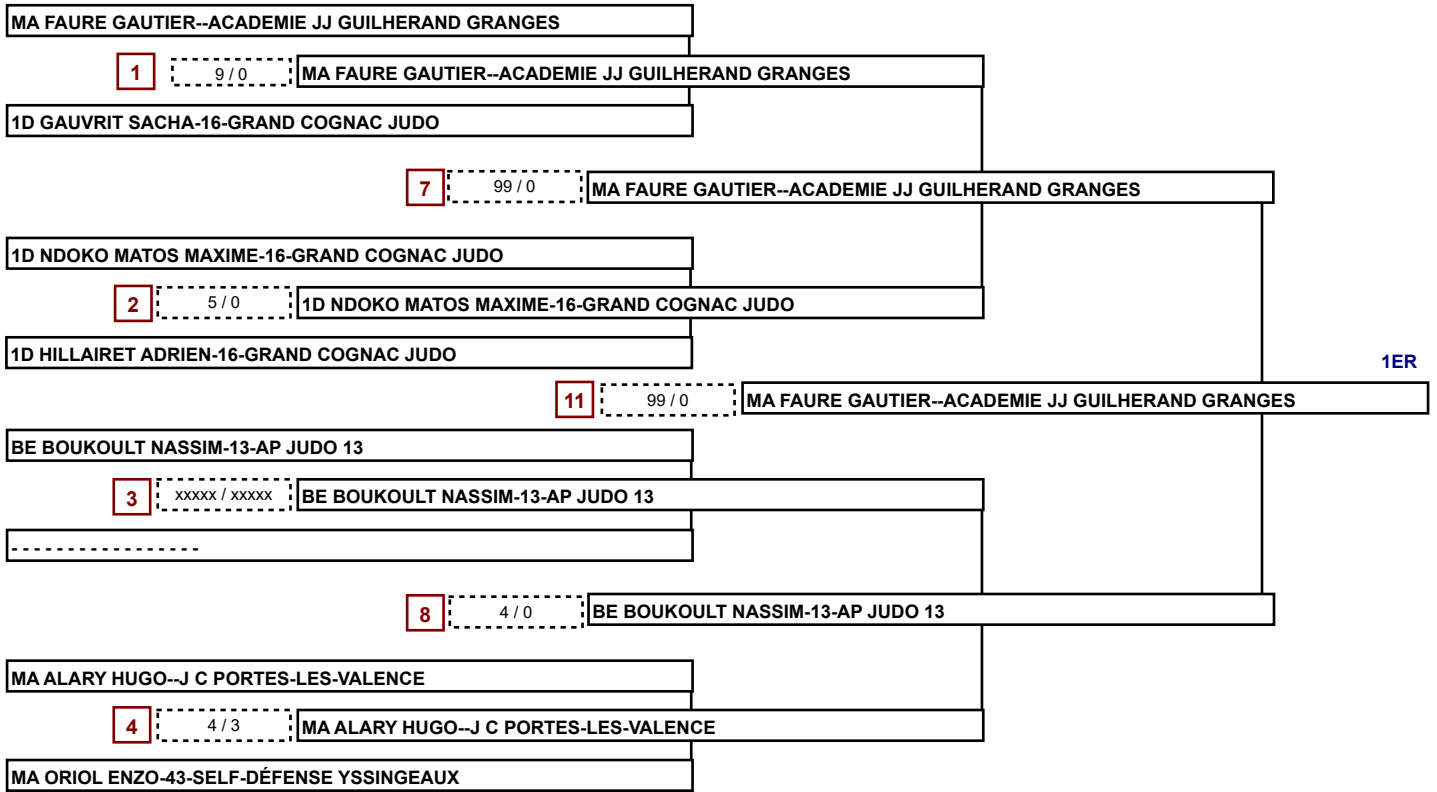 MA FAURE GAUTIER--ACADEMIE JJ GUILHERAND GRANGES
1 9 / 0 MA FAURE GAUTIER--ACADEMIE JJ GUILHERAND GRANGES
1D GAUVRIT SACHA-16-GRAND COGNAC JUDO
7 99 / 0 MA FAURE GAUTIER--ACADEMIE JJ GUILHERAND GRANGES
1D NDOKO MATOS MAXIME-16-GRAND COGNAC JUDO
2 5 / 0 1D NDOKO MATOS MAXIME-16-GRAND COGNAC JUDO
1D HILLAIRET ADRIEN-16-GRAND COGNAC JUDO
1ER
11 99 / 0 MA FAURE GAUTIER--ACADEMIE JJ GUILHERAND GRANGES
BE BOUKOULT NASSIM-13-AP JUDO 13
3 xxxxx / xxxxx BE BOUKOULT NASSIM-13-AP JUDO 13
- - - - - - - - - - - - - - - - -
8 4 / 0 BE BOUKOULT NASSIM-13-AP JUDO 13
MA ALARY HUGO--J C PORTES-LES-VALENCE
4 4 / 3 MA ALARY HUGO--J C PORTES-LES-VALENCE
MA ORIOL ENZO-43-SELF-DÉFENSE YSSINGEAUX